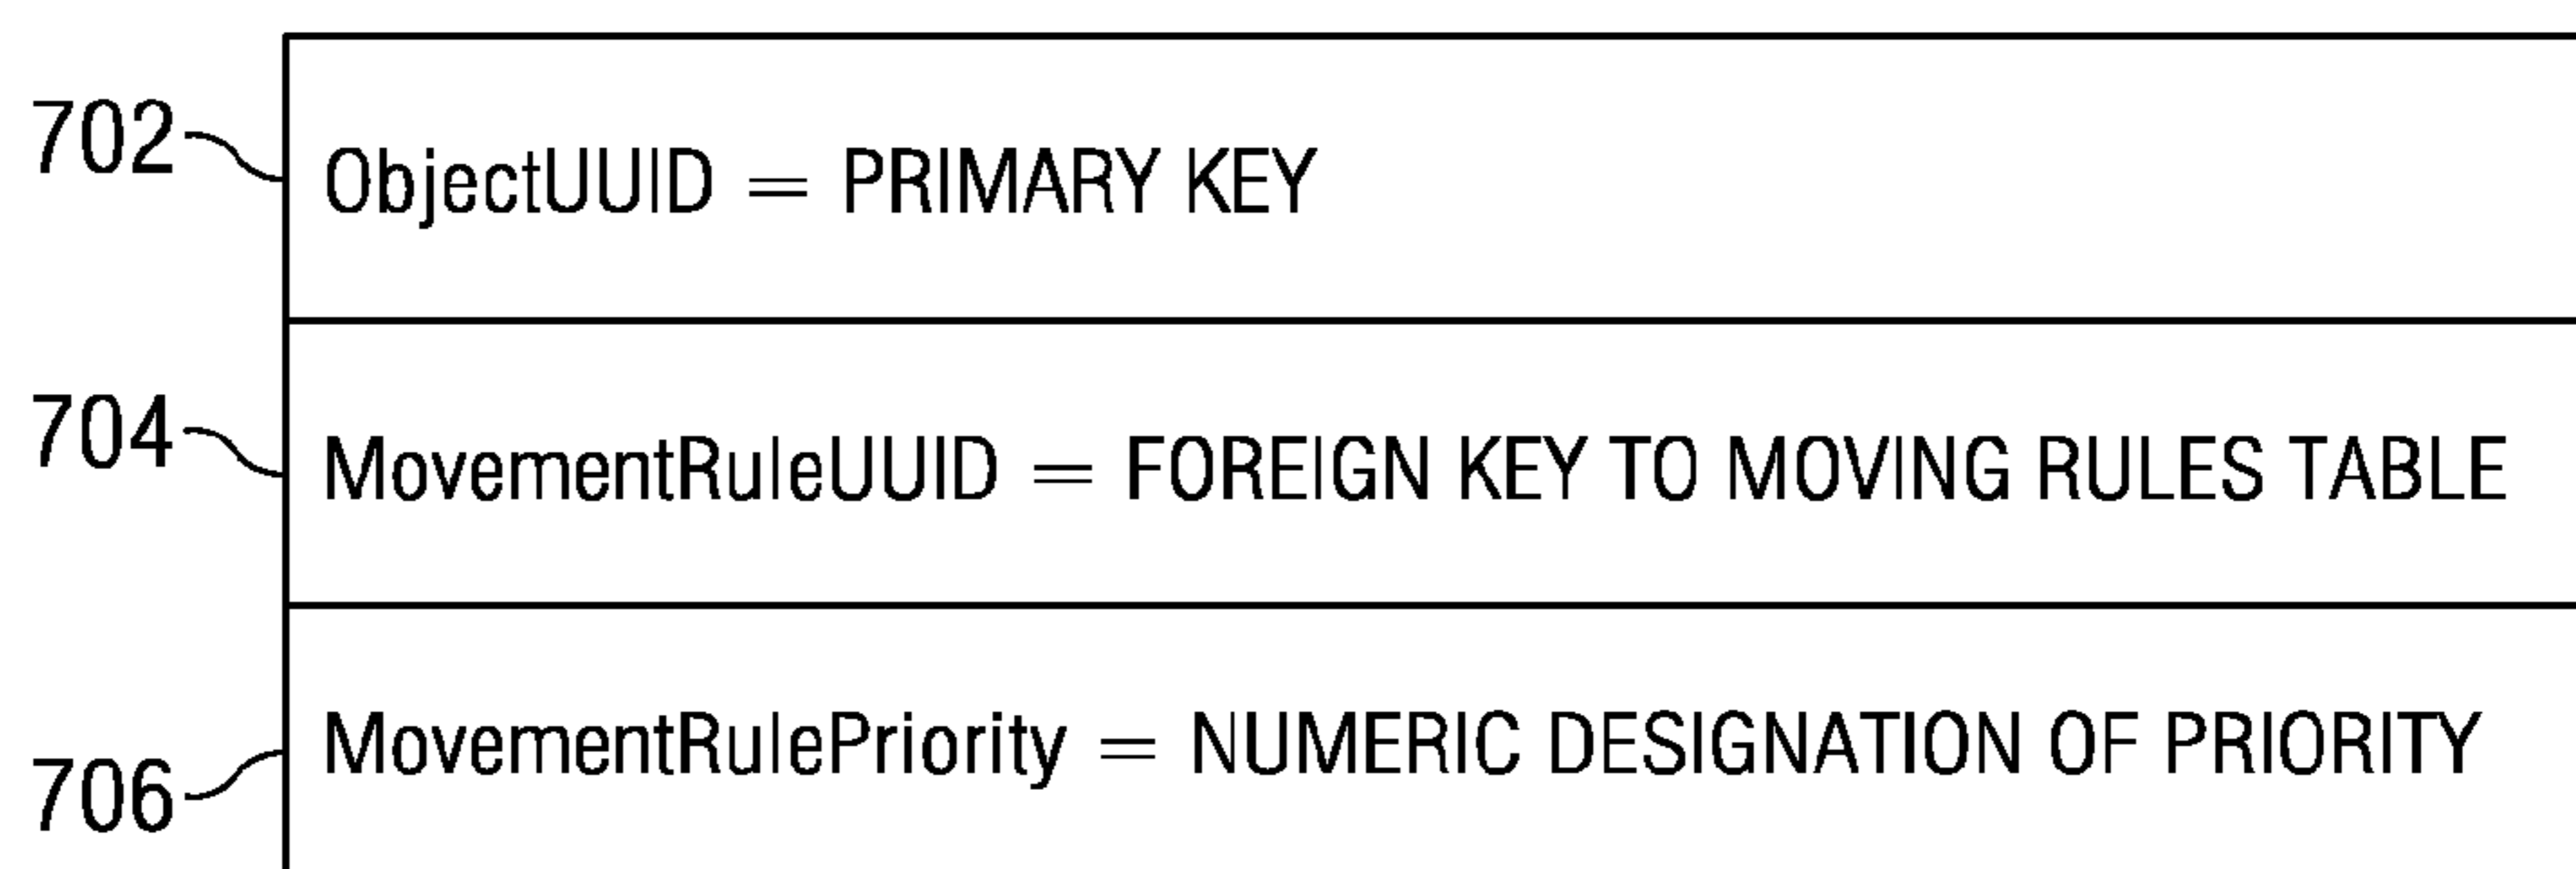 702 ObjectUUID = PRIMARY KEY
704 MovementRuleUUID = FOREIGN KEY TO MOVING RULES TABLE
706 MovementRulePriority = NUMERIC DESIGNATION OF PRIORITY